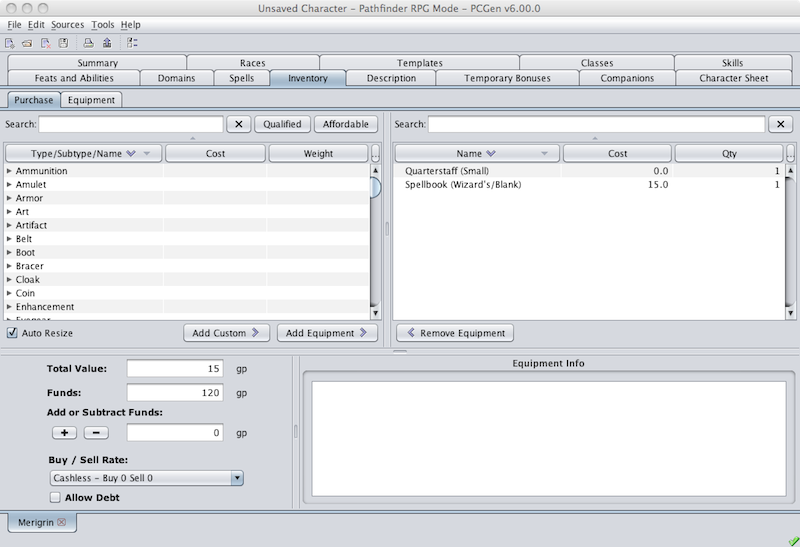 Unsaved Character – Pathfinder RPG Mode – PCGen v6.00.0
File Edit Sources Tools Help
Summary Races Templates Classes Skills
Feats and Abilities Domains Spells Inventory Description Temporary Bonuses Companions Character Sheet
Purchase Equipment
Search: Qualified Affordable Search:
Type/Subtype/Name Cost Weight ... Name Cost Qty ...
Ammunition Quarterstaff (Small) 0.0 1
Amulet Spellbook (Wizard's/Blank) 15.0 1
Armor
Art
Artifact
Belt
Boot
Bracer
Cloak
Coin
Enhancement
Auto Resize Add Custom Add Equipment Remove Equipment
Total Value: 15 gp Equipment Info
Funds: 120 gp
Add or Subtract Funds:
+ − 0 gp
Buy / Sell Rate:
Cashless – Buy 0 Sell 0
Allow Debt
Merigrin